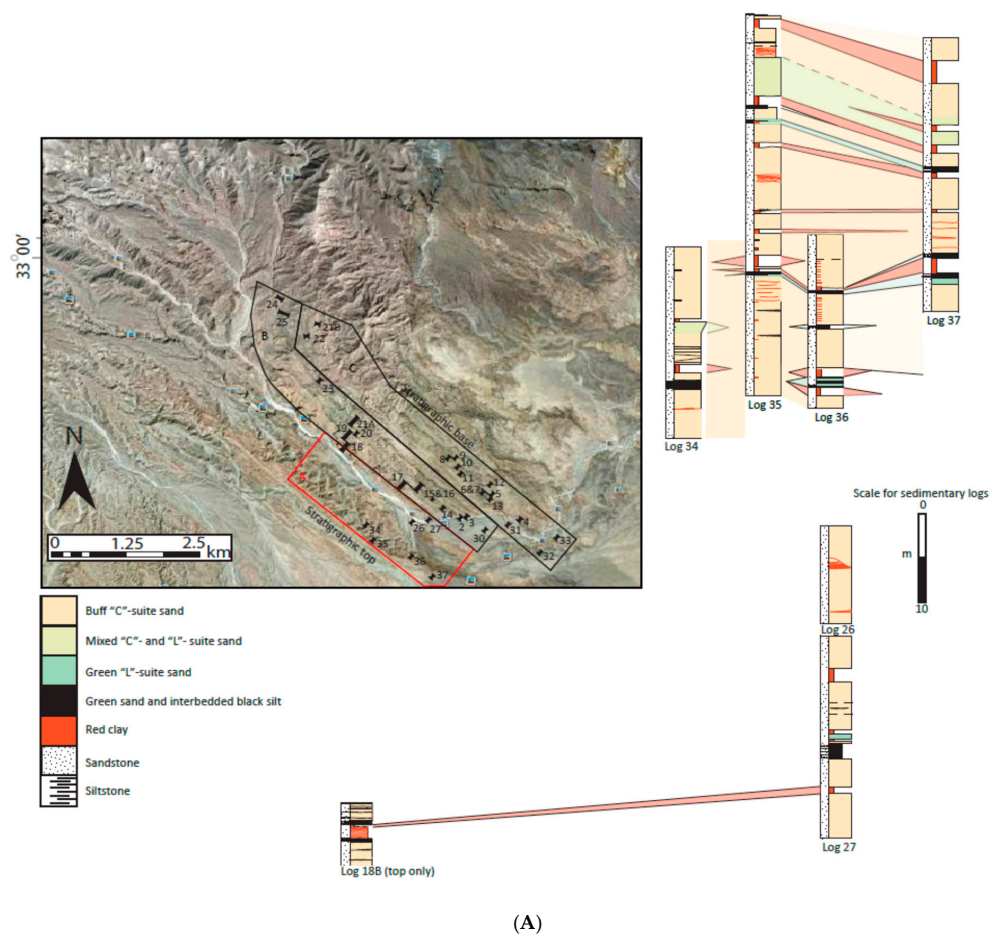 Log 37
Log 35
Log 36
Log 34
33°00'
24
25
21B
22
B
C
23
Stratigraphic base
21A
19
20
18
8
9
10
11
17
12
15&16
6&7
5
13
14
3
4
A
34
26
27
2
31
Stratigraphic top
35
30
33
32
36
37
N
0 1.25 2.5
km
Scale for sedimentary logs
0
m
10
Buff “C”-suite sand
Mixed “C”- and “L”- suite sand
Green “L”-suite sand
Green sand and interbedded black silt
Red clay
Sandstone
Siltstone
Log 26
Log 27
Log 18B (top only)
(A)